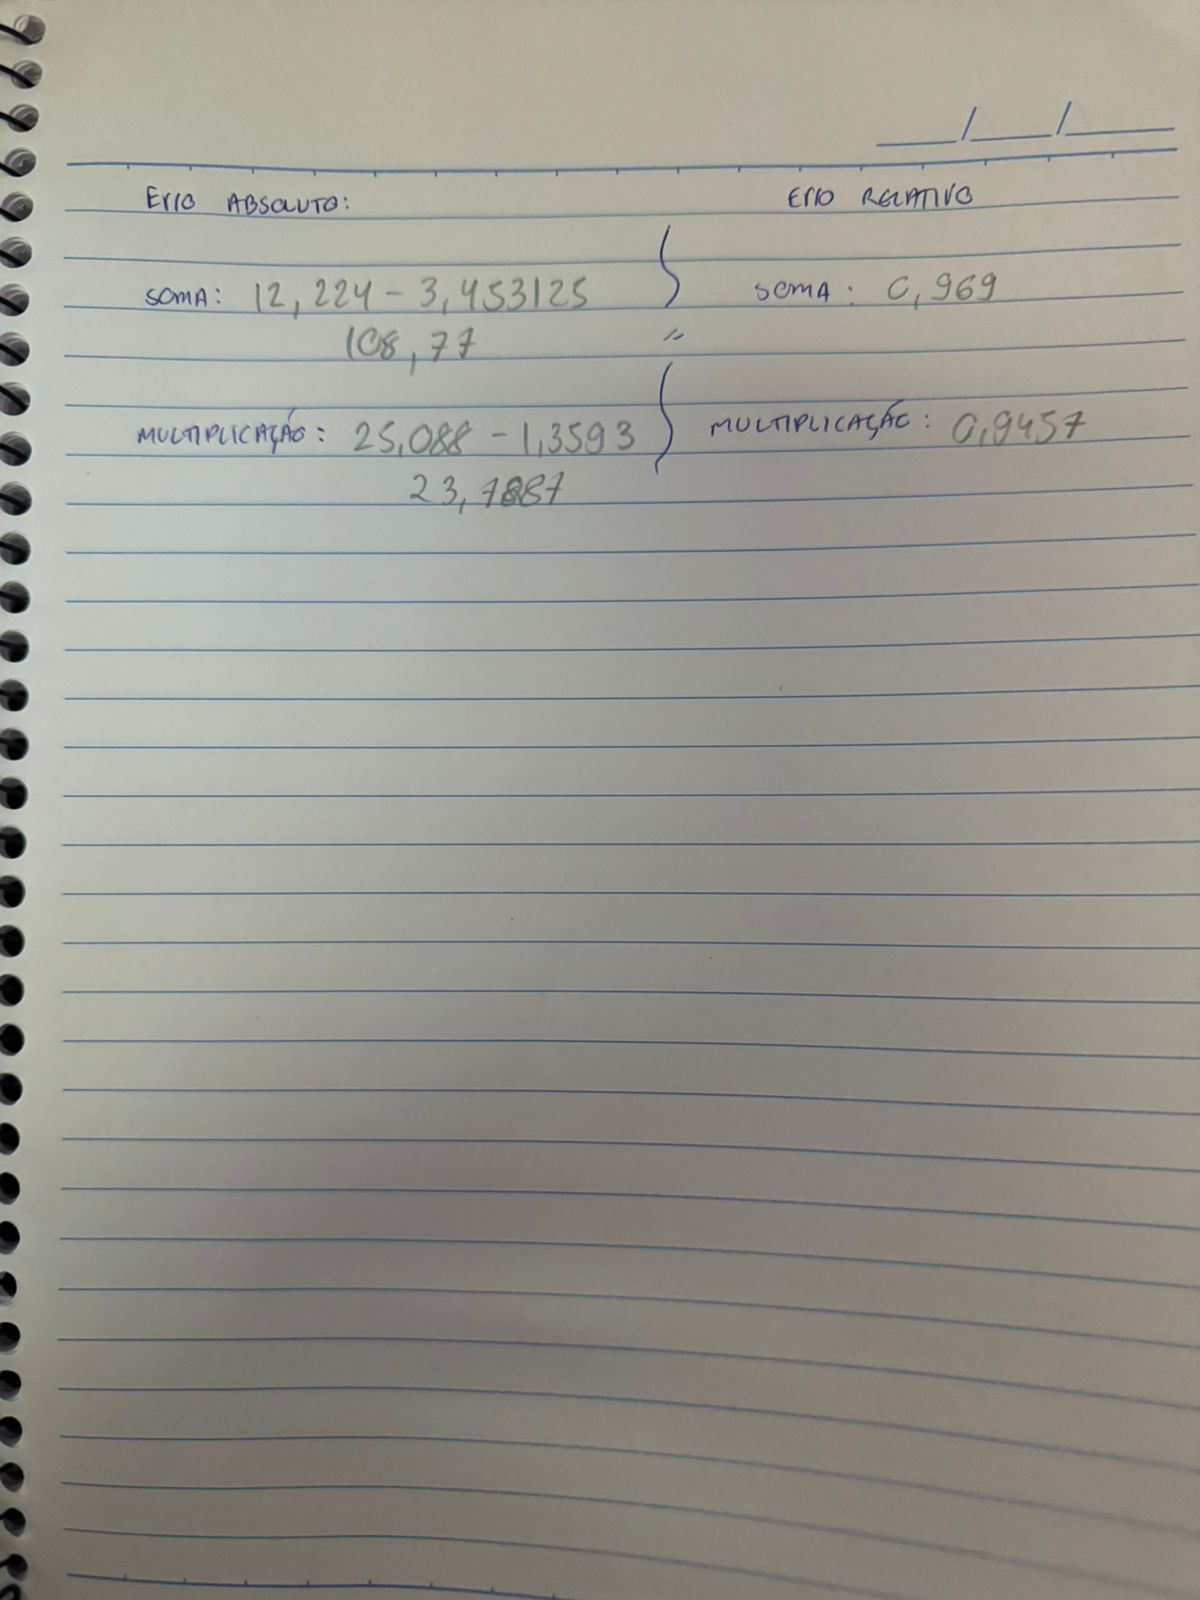 ___/___/___
Erro ABSOLUTO: Erro RELATIVO
SOMA: 12,224 - 3,453125 SOMA: 0,969
108,77 "
MULTIPLICAÇÃO: 25,088 - 1,3593 MULTIPLICAÇÃO: 0,9457
23,7287